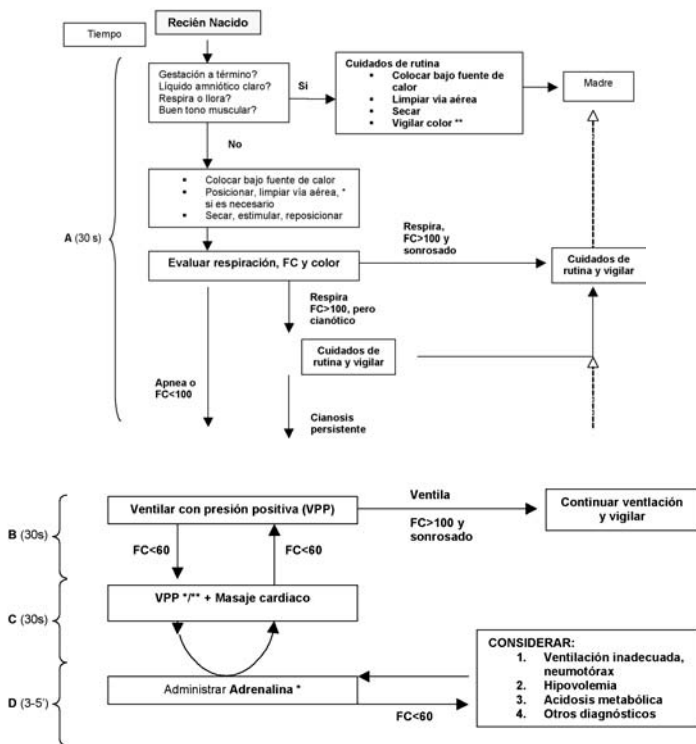 Recién Nacido
Tiempo
Gestación a término?
Líquido amniótico claro?
Respira o llora?
Buen tono muscular?
Si
Cuidados de rutina
▪ Colocar bajo fuente de
calor
▪ Limpiar vía aérea
▪ Secar
▪ Vigilar color **
Madre
No
▪ Colocar bajo fuente de calor
▪ Posicionar, limpiar vía aérea, *
si es necesario
▪ Secar, estimular, reposicionar
A (30 s)
Respira,
FC>100 y
sonrosado
Evaluar respiración, FC y color
Cuidados de
rutina y vigilar
Respira
FC>100, pero
cianótico
Cuidados de
rutina y vigilar
Apnea o
FC<100
Cianosis
persistente
Ventilar con presión positiva (VPP)
Ventila
FC>100 y
sonrosado
Continuar ventlación
y vigilar
B (30s)
FC<60
FC<60
VPP */** + Masaje cardiaco
C (30s)
CONSIDERAR:
1. Ventilación inadecuada,
neumotórax
2. Hipovolemia
3. Acidosis metabólica
4. Otros diagnósticos
Administrar Adrenalina *
D (3-5')
FC<60